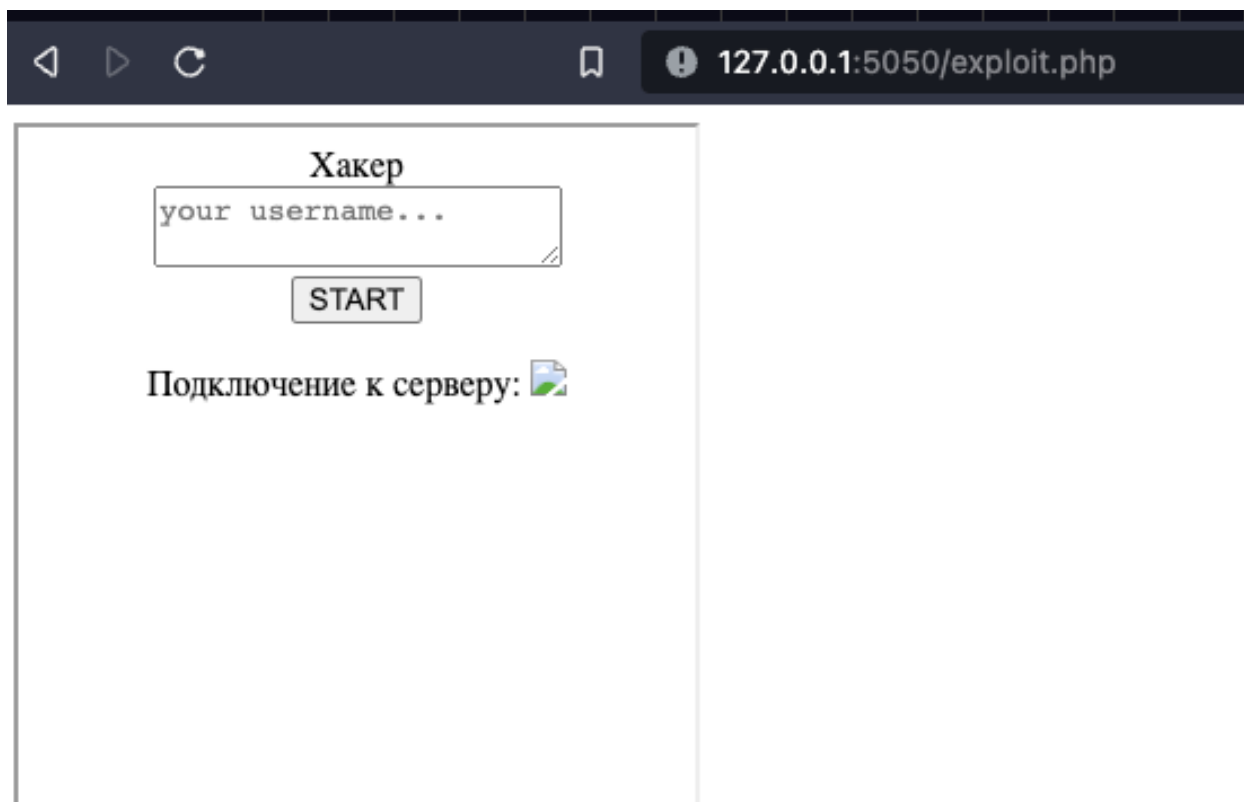 127.0.0.1:5050/exploit.php
Хакер
your username...
START
Подключение к серверу: